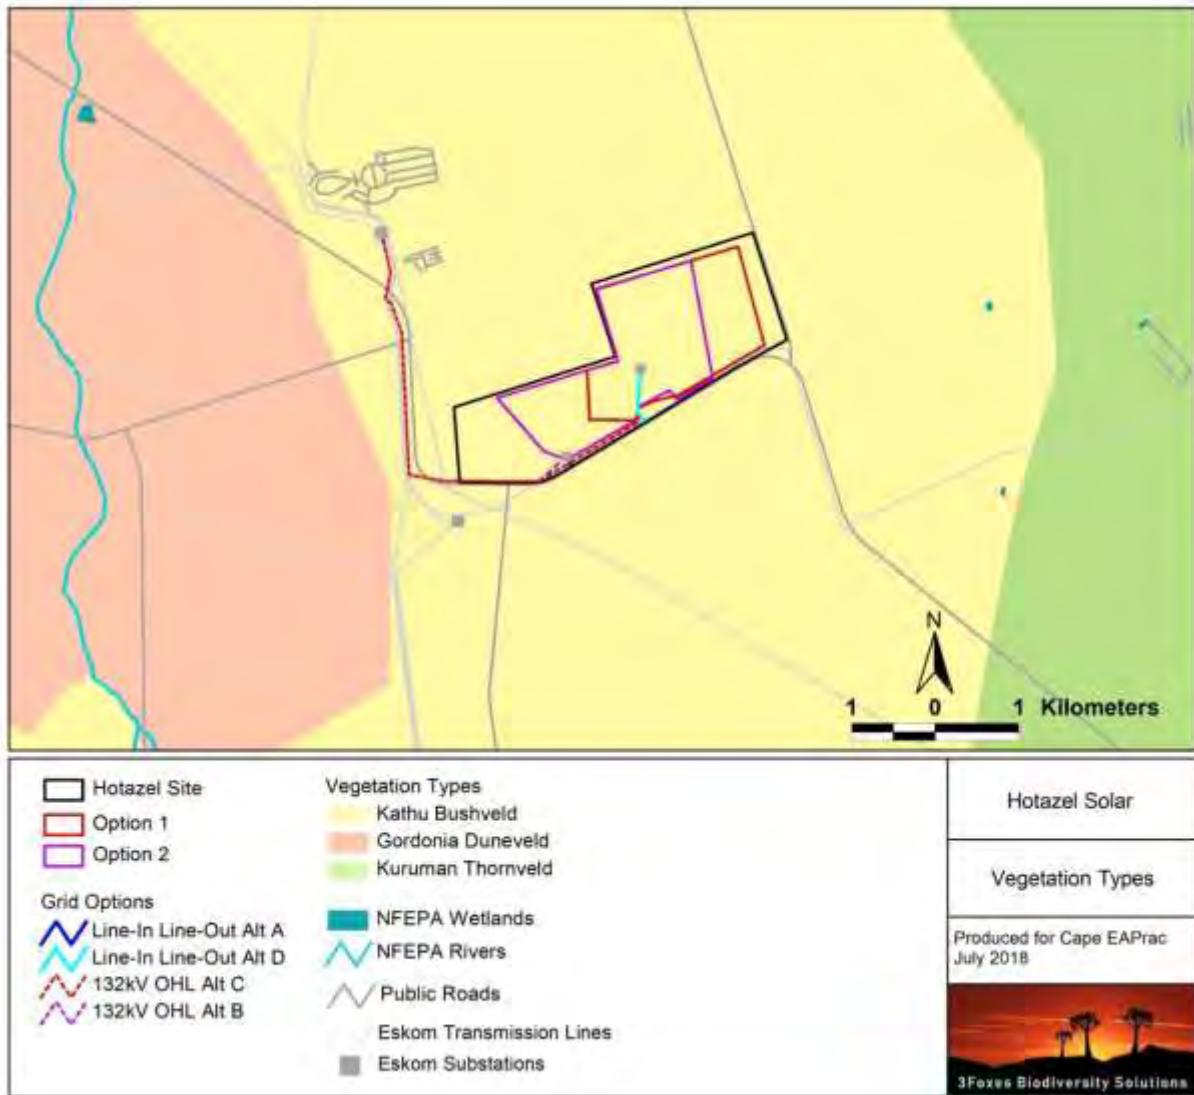 N
1 0 1 Kilometers
Hotazel Site
Option 1
Option 2
Grid Options
Line-In Line-Out Alt A
Line-In Line-Out Alt D
132kV OHL Alt C
132kV OHL Alt B
Vegetation Types
Kathu Bushveld
Gordonia Duneveld
Kuruman Thornveld
NFEPA Wetlands
NFEPA Rivers
Public Roads
Eskom Transmission Lines
Eskom Substations
Hotazel Solar
Vegetation Types
Produced for Cape EAPrac
July 2018
3Foxes Biodiversity Solutions